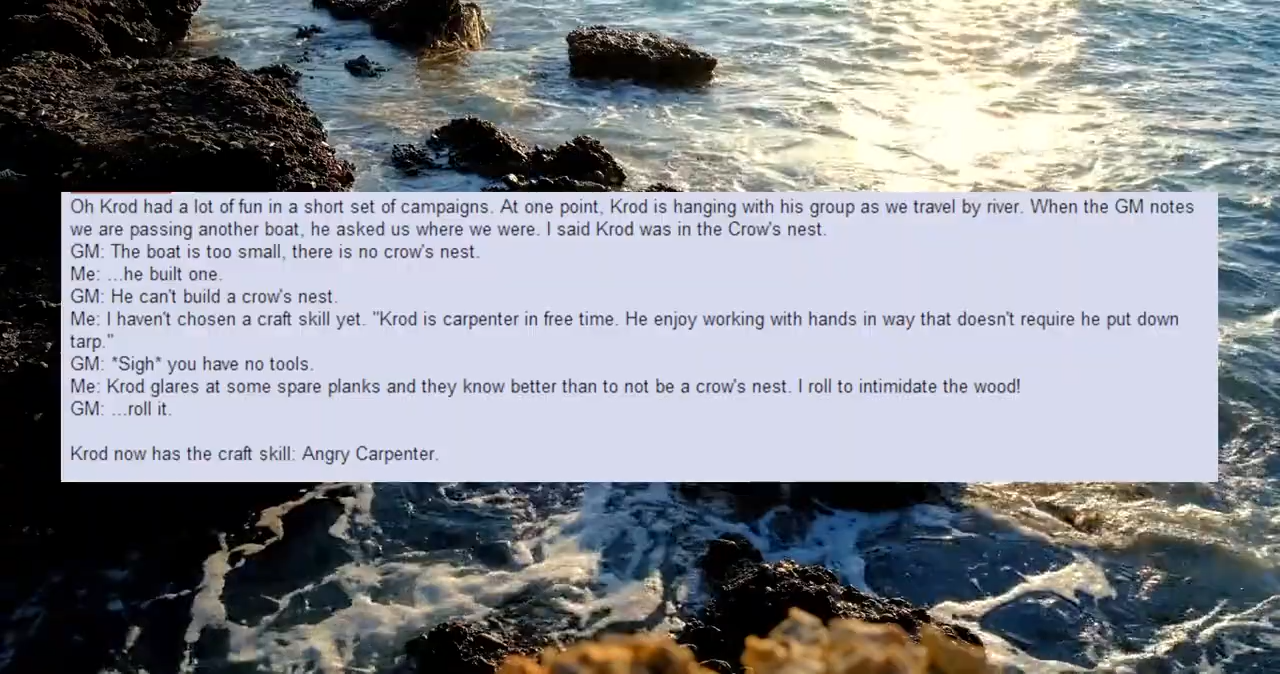 Oh Krod had a lot of fun in a short set of campaigns. At one point, Krod is hanging with his group as we travel by river. When the GM notes
we are passing another boat, he asked us where we were. I said Krod was in the Crow's nest.
GM: The boat is too small, there is no crow's nest.
Me: ...he built one.
GM: He can't build a crow's nest.
Me: I haven't chosen a craft skill yet. "Krod is carpenter in free time. He enjoy working with hands in way that doesn't require he put down
tarp."
GM: *Sigh* you have no tools.
Me: Krod glares at some spare planks and they know better than to not be a crow's nest. I roll to intimidate the wood!
GM: ...roll it.
Krod now has the craft skill: Angry Carpenter.